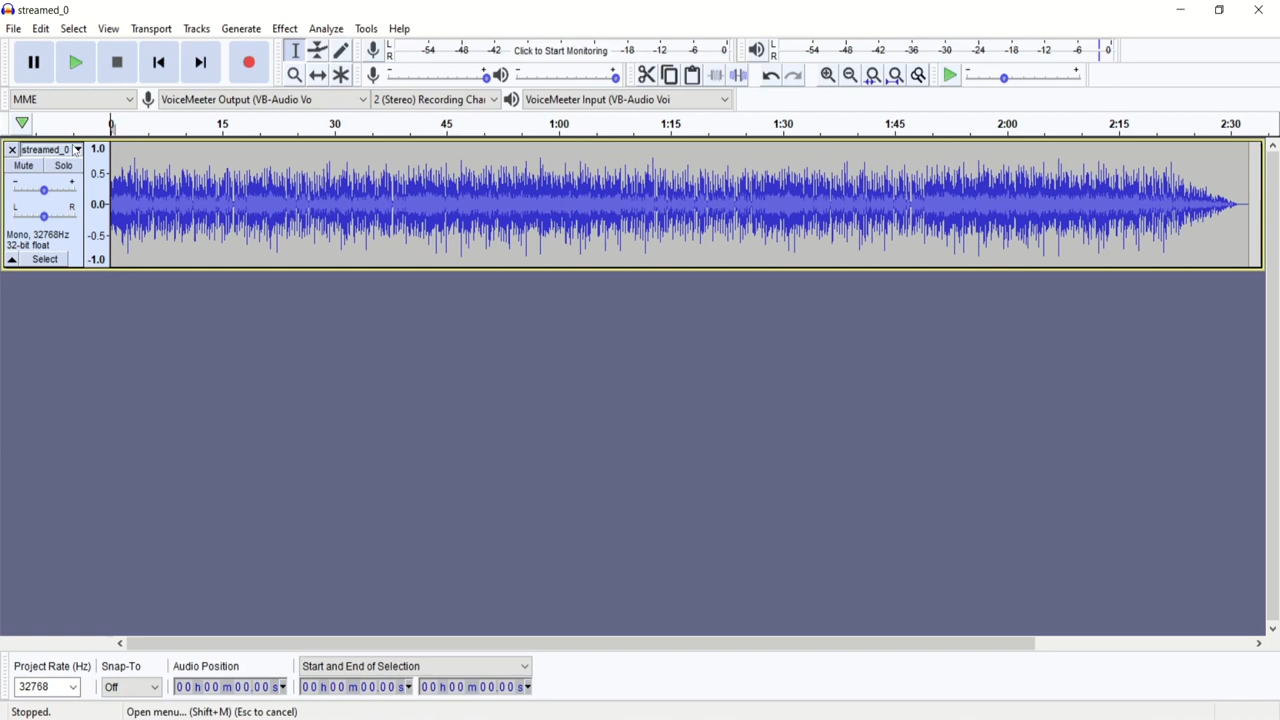 streamed_0
File Edit Select View Transport Tracks Generate Effect Analyze Tools Help
L R -54 -48 -42 Click to Start Monitoring -18 -12 -6 0 L R -54 -48 -42 -36 -30 -24 -18 -12 -6 0
- + - + - +
MME VoiceMeeter Output (VB-Audio Vo 2 (Stereo) Recording Chai VoiceMeeter Input (VB-Audio Voi
0 15 30 45 1:00 1:15 1:30 1:45 2:00 2:15 2:30
streamed_0 1.0
Mute Solo 0.5
- +
L R 0.0
Mono, 32768Hz -0.5
32-bit float
Select -1.0
Project Rate (Hz) Snap-To Audio Position Start and End of Selection
32768 Off 00 h 00 m 00.00 s 00 h 00 m 00.00 s 00 h 00 m 00.00 s
Stopped. Open menu... (Shift+M) (Esc to cancel)